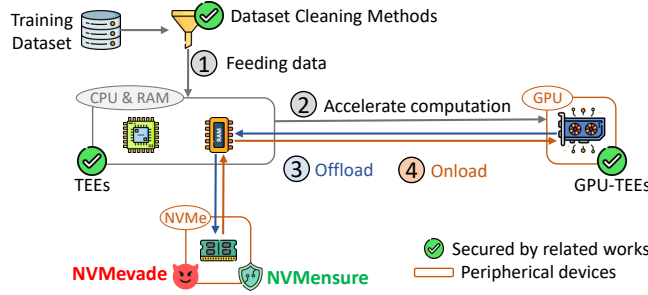 Training
Dataset
Dataset Cleaning Methods
1 Feeding data
CPU & RAM
2 Accelerate computation
GPU
RAM
TEEs
3 Offload
4 Onload
GPU-TEEs
NVMe
NVMevade
NVMensure
Secured by related works
Peripherical devices